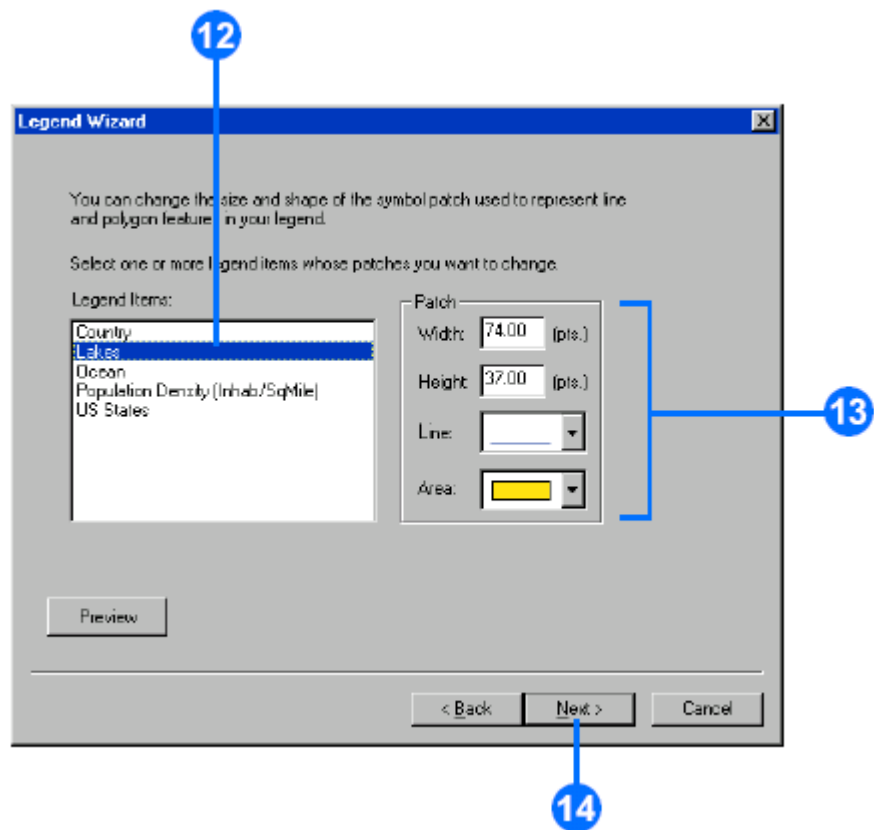 12
Legend Wizard
You can change the size and shape of the symbol patch used to represent line
and polygon features in your legend.
Select one or more legend items whose patches you want to change.
Legend Items:
Country
Lakes
Ocean
Population Density (Inhab/SqMile)
US States
Patch
Width: 74.00 (pts.)
Height: 37.00 (pts.)
Line:
Area:
13
Preview
< Back
Next >
Cancel
14